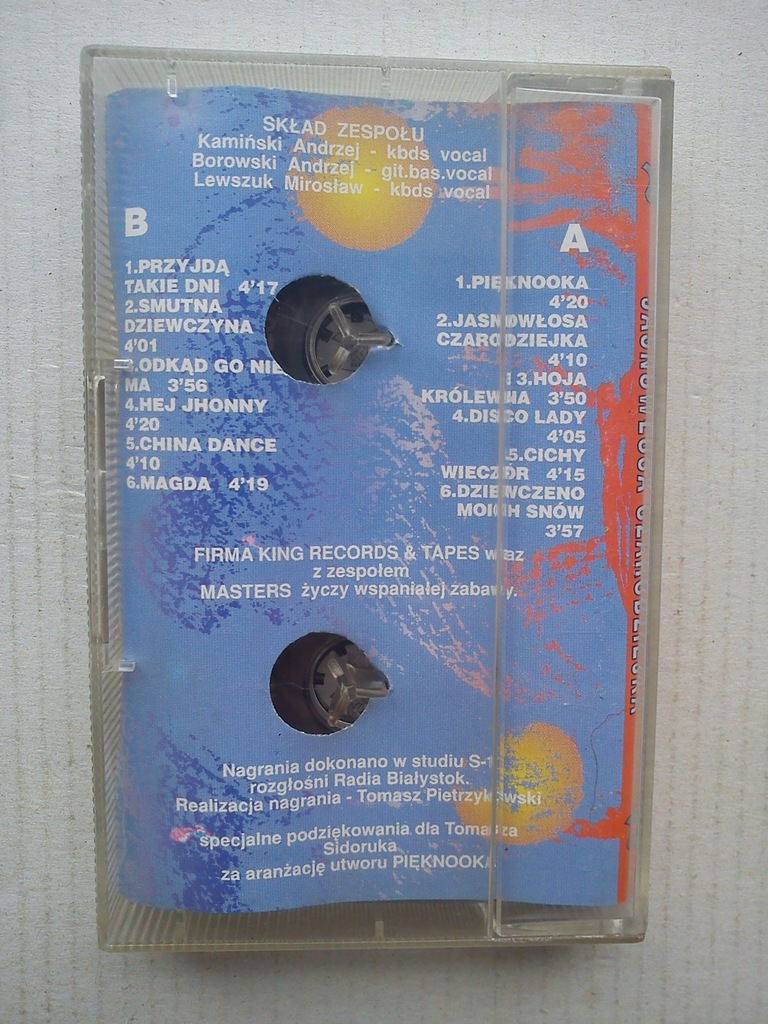 SKŁAD ZESPOŁU
Kamiński Andrzej - kbds vocal
Borowski Andrzej - git.bas.vocal
Lewszuk Mirosław - kbds vocal
B
1.PRZYJDĄ
TAKIE DNI 4'17
2.SMUTNA
DZIEWCZYNA
4'01
3.ODKĄD GO NIE
MA 3'56
4.HEJ JHONNY
4'20
5.CHINA DANCE
4'10
6.MAGDA 4'19
A
1.PIĘKNOOKA
4'20
2.JASNOWŁOSA
CZARODZIEJKA
4'10
3.HOJA
KRÓLEWNA 3'50
4.DISCO LADY
4'05
5.CICHY
WIECZÓR 4'15
6.DZIEWCZENO
MOICH SNÓW
3'57
FIRMA KING RECORDS & TAPES wraz
z zespołem
MASTERS życzy wspaniałej zabawy.
Nagrania dokonano w studiu
rozgłośni Radia Białystok.
Realizacja nagrania - Tomasz Pietrzykowski
specjalne podziękowania dla Tomasza
Sidoruka
za aranżację utworu PIĘKNOOKA
JASNOWŁOSA CZARODZIEJKA